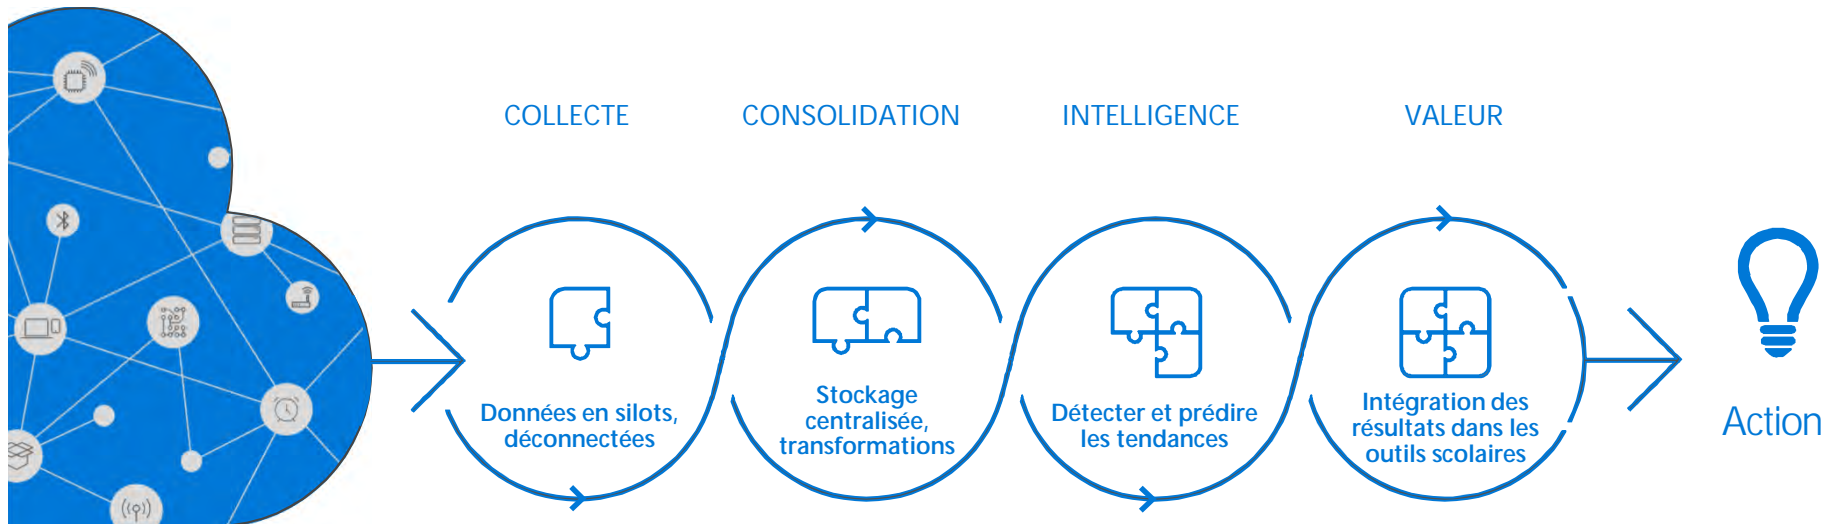 COLLECTE
CONSOLIDATION
INTELLIGENCE
VALEUR
Données en silots,
déconnectées
Stockage
centralisée,
transformations
Détecter et prédire
les tendances
Intégration des
résultats dans les
outils scolaires
Action